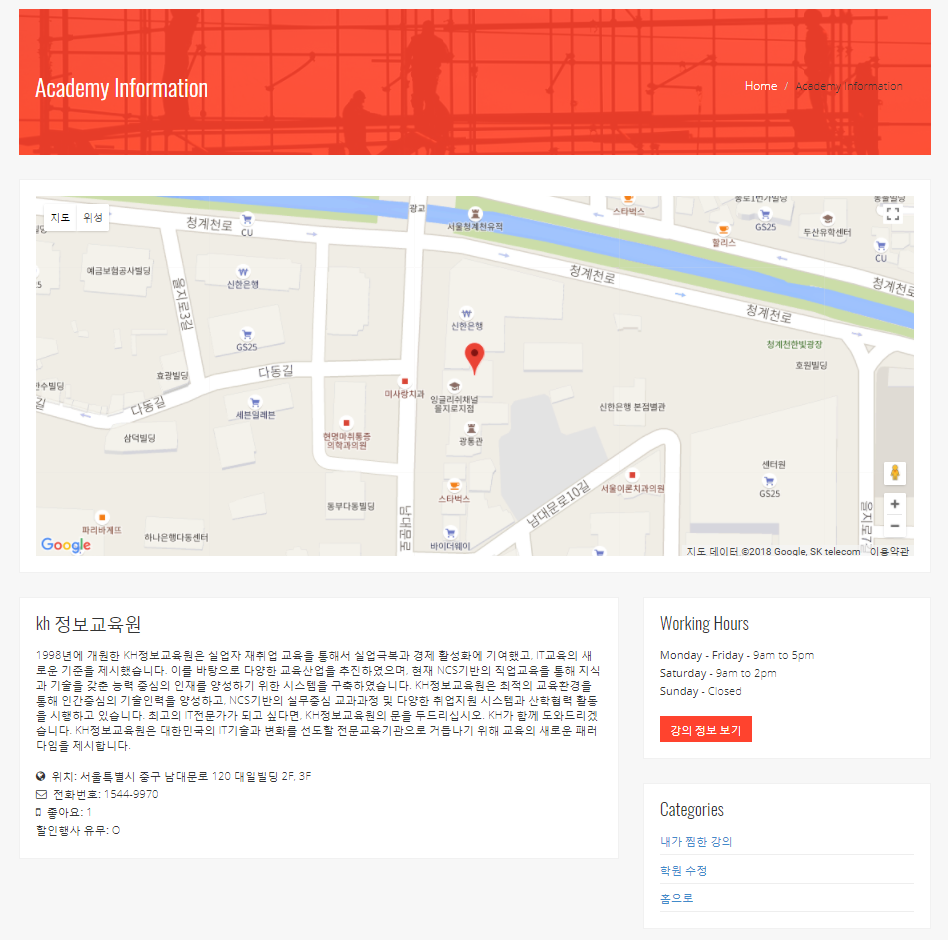 Academy Information
Home / Academy Information
지도 위성
청계천로
CU
광교
서울청계천유적
스타벅스
종로1번가빌딩
GS25
할리스
두산유학센터
CU
예금보험공사빌딩
을지로3길
신한은행
청계천로
청계천로
청계천로
GS25
신한은행
청계천한빛광장
호원빌딩
효광빌딩
다동길
미사랑치과
잉글리쉬채널
을지로지점
신한은행 본점별관
한수빌딩
다동길
세븐일레븐
삼덕빌딩
현명마취통증
의학과의원
광통관
센터원
GS25
스타벅스
서울이론치과의원
남대문로10길
동부다동빌딩
남대문로
을지로7길
파리바게뜨
하나은행다동센터
바이더웨이
Google
지도 데이터 ©2018 Google, SK telecom 이용약관
kh 정보교육원
1998년에 개원한 KH정보교육원은 실업자 재취업 교육을 통해서 실업극복과 경제 활성화에 기여했고, IT교육의 새
로운 기준을 제시했습니다. 이를 바탕으로 다양한 교육산업을 추진하였으며, 현재 NCS기반의 직업교육을 통해 지식
과 기술을 갖춘 능력 중심의 인재를 양성하기 위한 시스템을 구축하였습니다. KH정보교육원은 최적의 교육환경을
통해 인간중심의 기술인력을 양성하고, NCS기반의 실무중심 교과과정 및 다양한 취업지원 시스템과 산학협력 활동
을 시행하고 있습니다. 최고의 IT전문가가 되고 싶다면, KH정보교육원의 문을 두드리십시오. KH가 함께 도와드리겠
습니다. KH정보교육원은 대한민국의 IT기술과 변화를 선도할 전문교육기관으로 거듭나기 위해 교육의 새로운 패러
다임을 제시합니다.
위치: 서울특별시 중구 남대문로 120 대일빌딩 2F, 3F
전화번호: 1544-9970
좋아요: 1
할인행사 유무: O
Working Hours
Monday - Friday - 9am to 5pm
Saturday - 9am to 2pm
Sunday - Closed
강의 정보 보기
Categories
내가 찜한 강의
학원 수정
홈으로